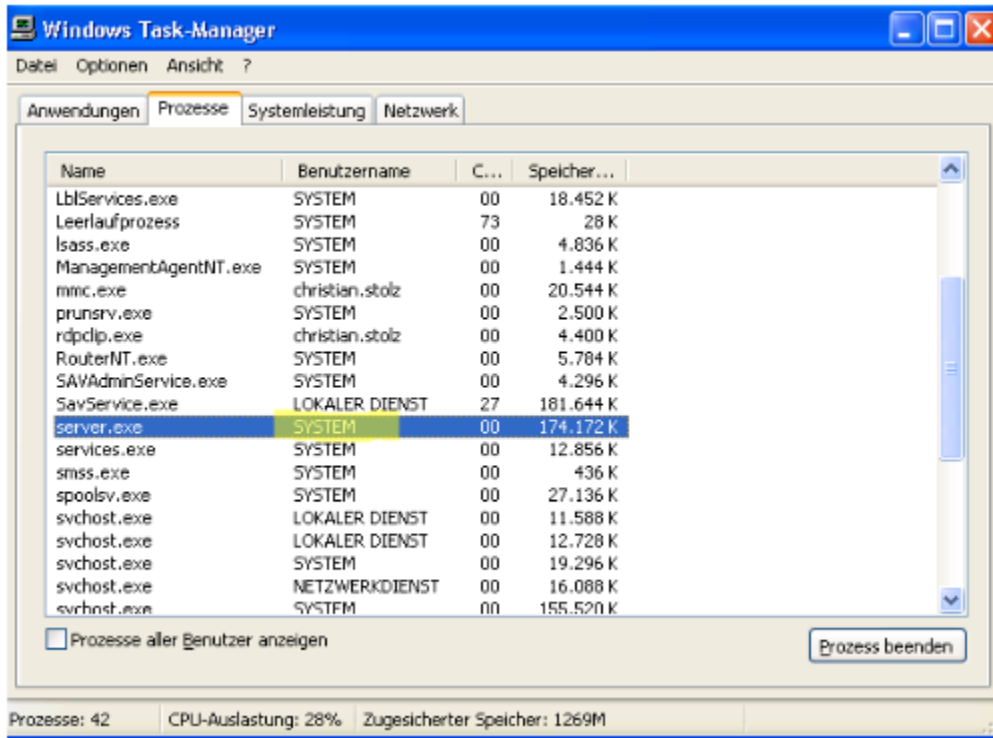 Windows Task-Manager
Datei Optionen Ansicht ?
Anwendungen Prozesse Systemleistung Netzwerk
Name Benutzername C... Speicher...
LblServices.exe SYSTEM 00 18.452 K
Leerlaufprozess SYSTEM 73 28 K
lsass.exe SYSTEM 00 4.836 K
ManagementAgentNT.exe SYSTEM 00 1.444 K
mmc.exe christian.stolz 00 20.544 K
prunsrv.exe SYSTEM 00 2.500 K
rdpclip.exe christian.stolz 00 4.400 K
RouterNT.exe SYSTEM 00 5.784 K
SAVAdminService.exe SYSTEM 00 4.296 K
SavService.exe LOKALER DIENST 27 181.644 K
server.exe SYSTEM 00 174.172 K
services.exe SYSTEM 00 12.856 K
smss.exe SYSTEM 00 436 K
spoolsv.exe SYSTEM 00 27.136 K
svchost.exe LOKALER DIENST 00 11.588 K
svchost.exe LOKALER DIENST 00 12.728 K
svchost.exe SYSTEM 00 19.296 K
svchost.exe NETZWERKDIENST 00 16.088 K
svchost.exe SYSTEM 00 155.520 K
Prozesse aller Benutzer anzeigen Prozess beenden
Prozesse: 42 CPU-Auslastung: 28% Zugesicherter Speicher: 1269M